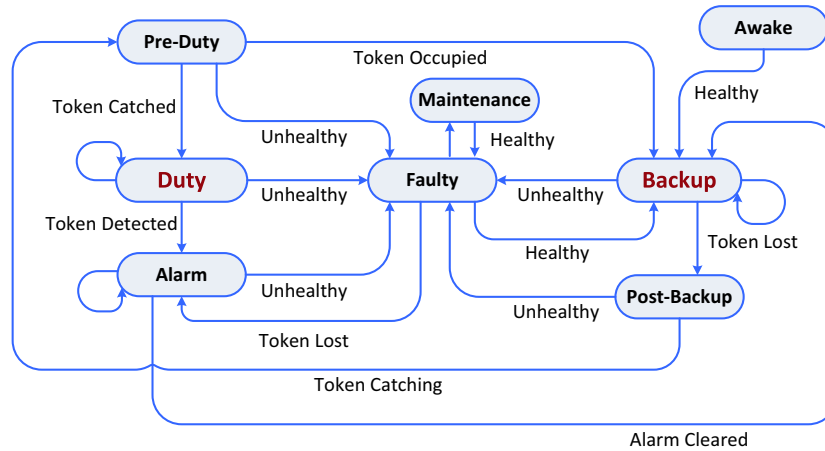 Pre-Duty
Awake
Token Occupied
Healthy
Maintenance
Token Catched
Unhealthy
Healthy
Duty
Unhealthy
Faulty
Unhealthy
Backup
Token Detected
Token Lost
Healthy
Alarm
Unhealthy
Unhealthy
Post-Backup
Token Lost
Token Catching
Alarm Cleared